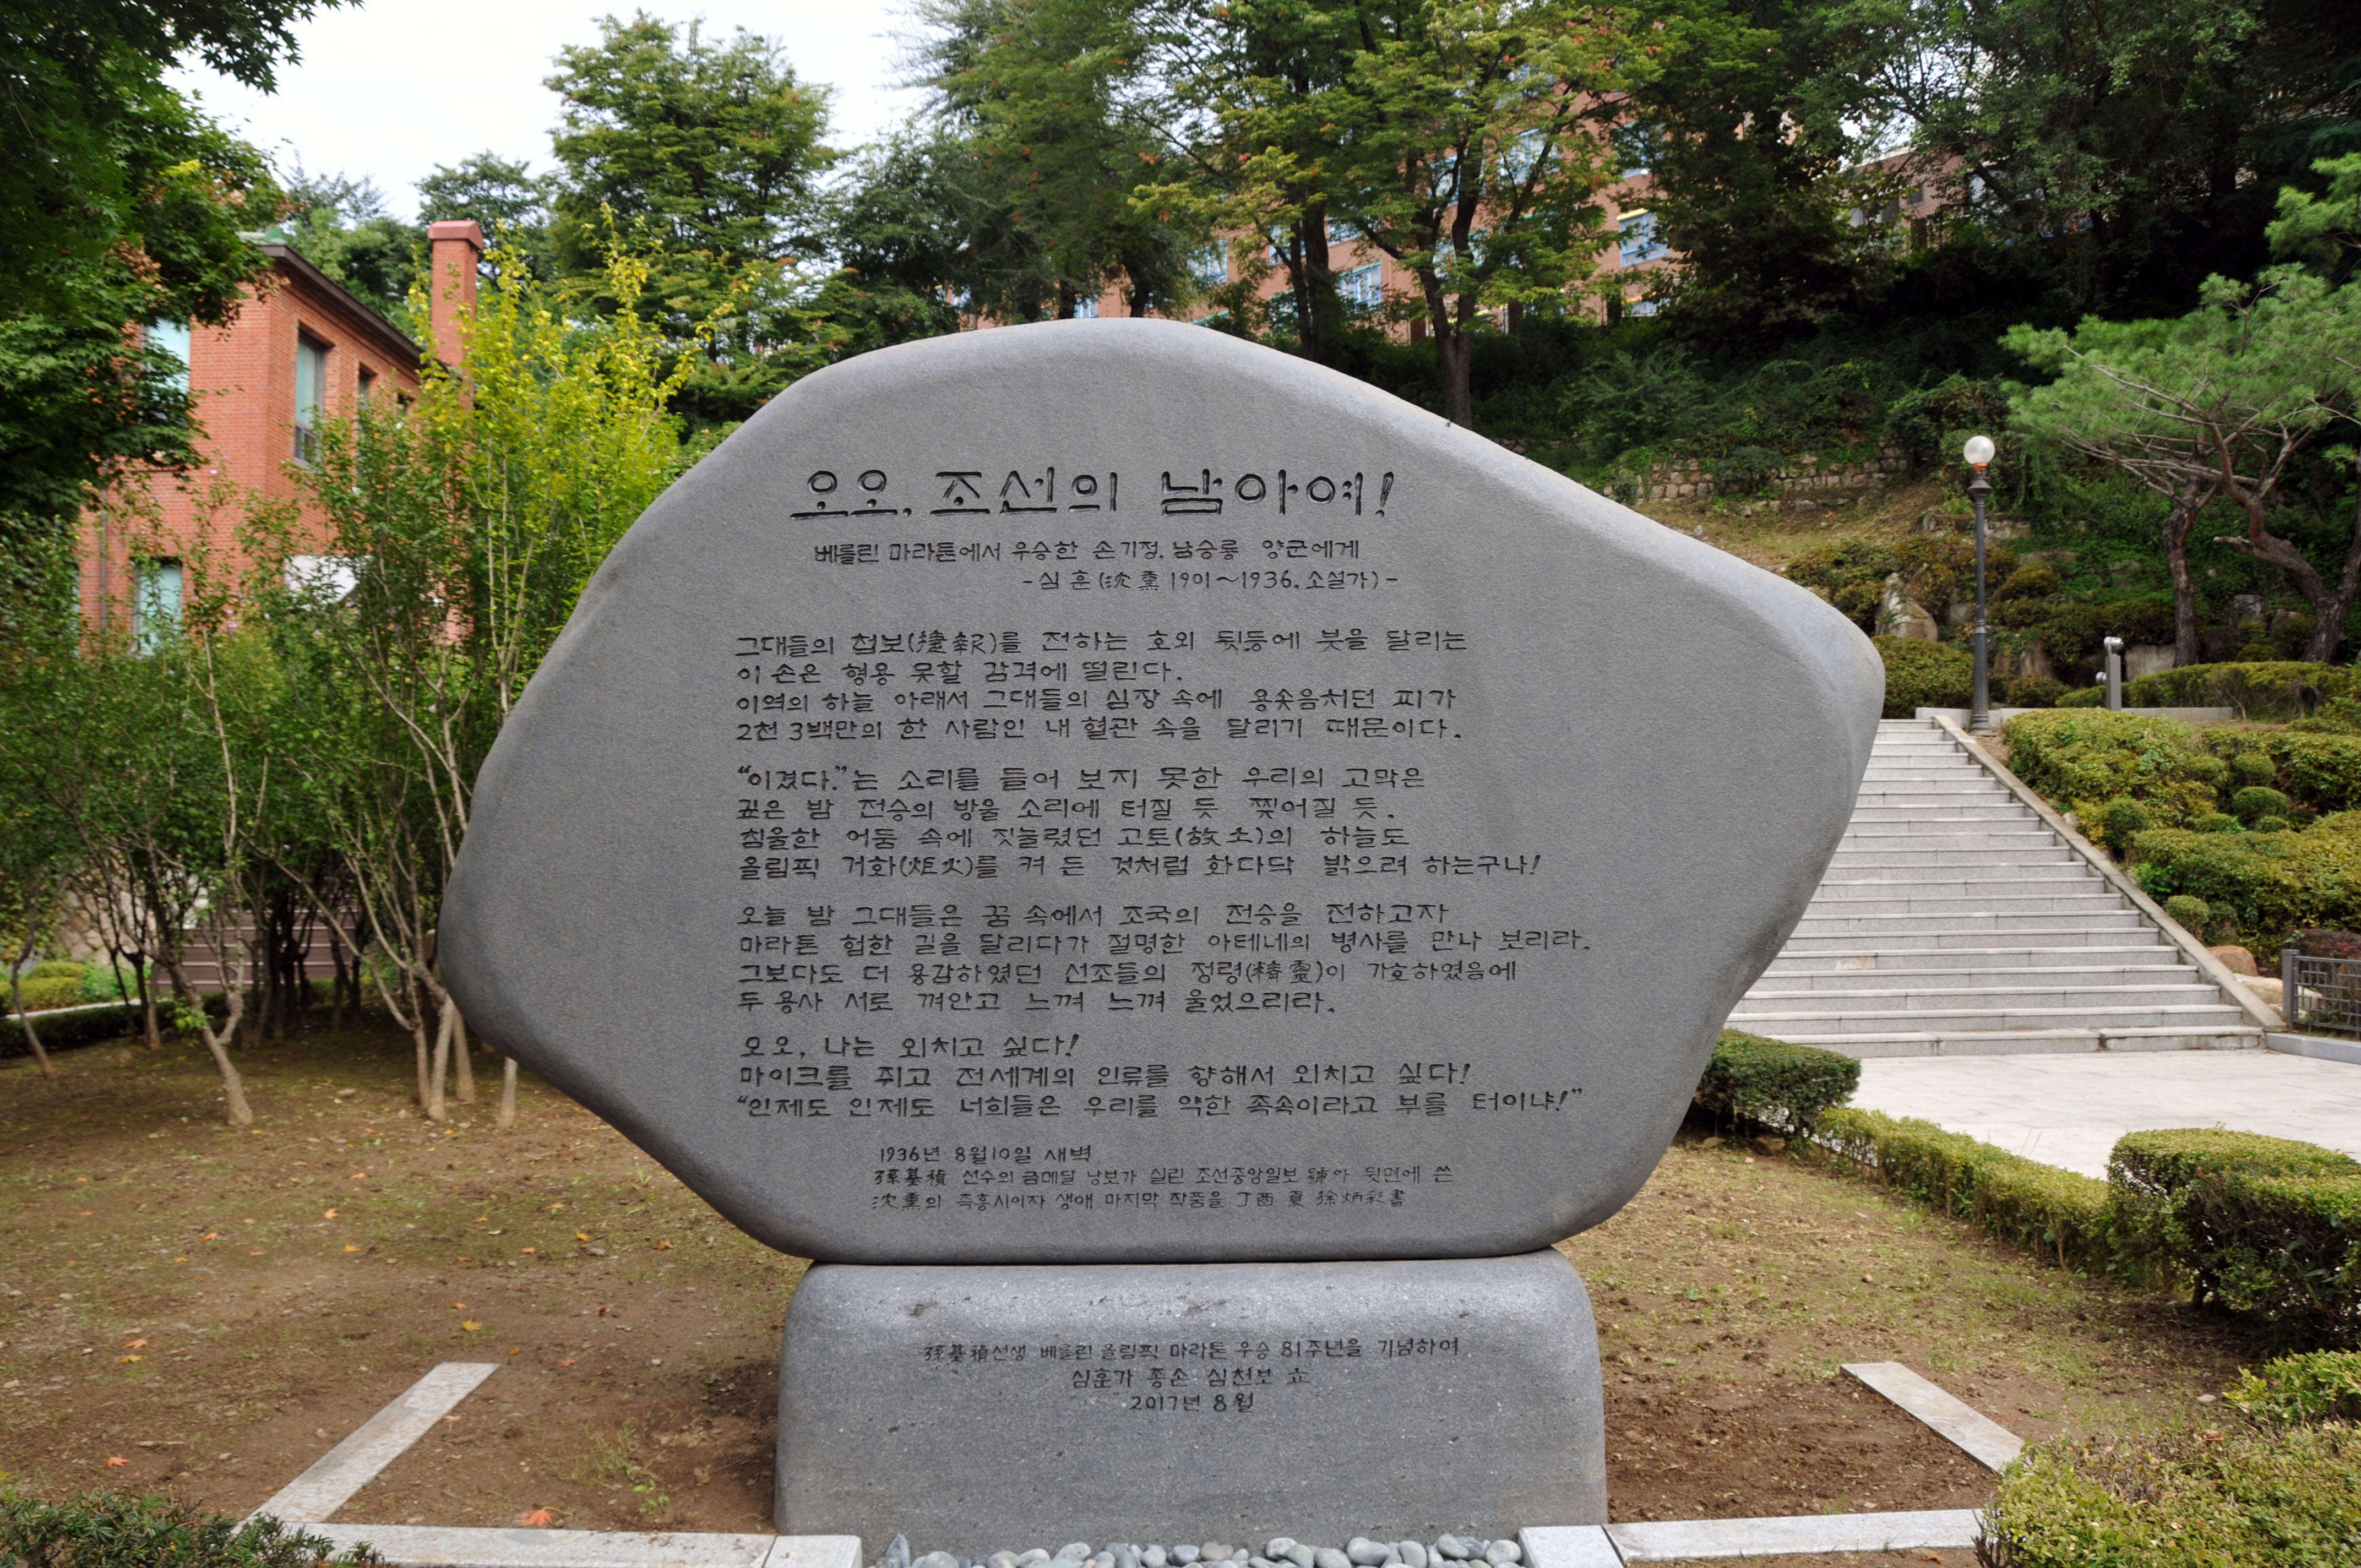 오오, 조선의 남아여!
베를린 마라톤에서 우승한 손기정, 남승룡 양군에게
- 심 훈 (沈熏 1901~1936. 소설가) -
그대들의 첩보(捷報)를 전하는 호외 뒷등에 붓을 달리는
이 손은 형용 못할 감격에 떨린다.
이역의 하늘 아래서 그대들의 심장 속에 용솟음치던 피가
2천 3백만의 한 사람인 내 혈관 속을 달리기 때문이다.
“이겼다.”는 소리를 들어 보지 못한 우리의 고막은
깊은 밤 전승의 방울 소리에 터질 듯 찢어질 듯.
침울한 어둠 속에 짓눌렸던 고토(故土)의 하늘도
올림픽 거화(炬火)를 켜 든 것처럼 화다닥 밝으려 하는구나!
오늘 밤 그대들은 꿈 속에서 조국의 전승을 전하고자
마라톤 험한 길을 달리다가 절명한 아테네의 병사를 만나 보리라.
그보다도 더 용감하였던 선조들의 정령(精靈)이 가호하였음에
두 용사 서로 껴안고 느껴 느껴 울었으리라.
오오, 나는 외치고 싶다!
마이크를 쥐고 전세계의 인류를 향해서 외치고 싶다!
“인제도 인제도 너희들은 우리를 약한 족속이라고 부를 터이냐!”
1936년 8월10일 새벽
孫基禎 선수의 금메달 낭보가 실린 조선중앙일보 號外 뒷면에 쓴
沈熏의 즉흥시이자 생애 마지막 작품을 丁酉 夏 徐炳彩書
孫基禎선생 베를린 올림픽 마라톤 우승 81주년을 기념하여
심훈가 종손 심천보 立
2017년 8월